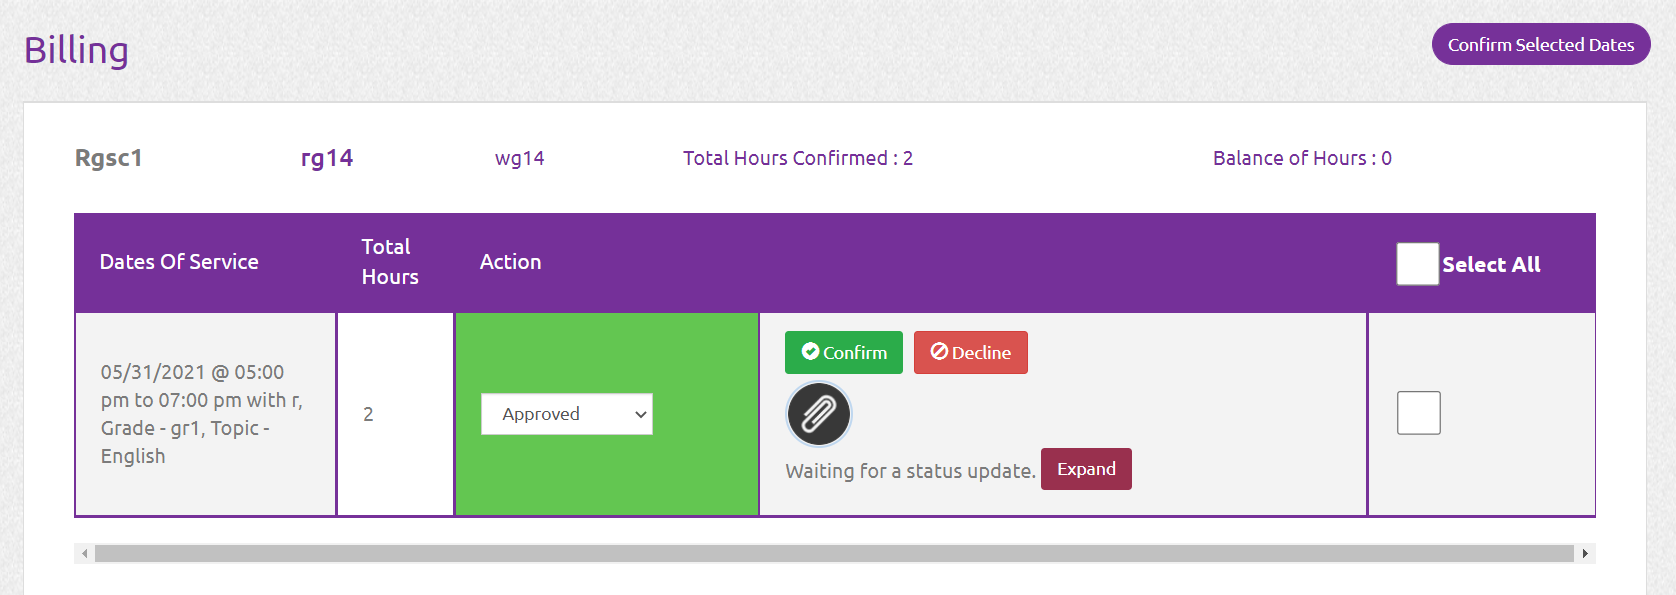 Billing
Confirm Selected Dates
Rgsc1
rg14
wg14
Total Hours Confirmed : 2
Balance of Hours : 0
Dates Of Service
Total
Hours
Action
Select All
05/31/2021 @ 05:00
pm to 07:00 pm with r,
Grade - gr1, Topic -
English
2
Approved
Confirm
Decline
Waiting for a status update.
Expand